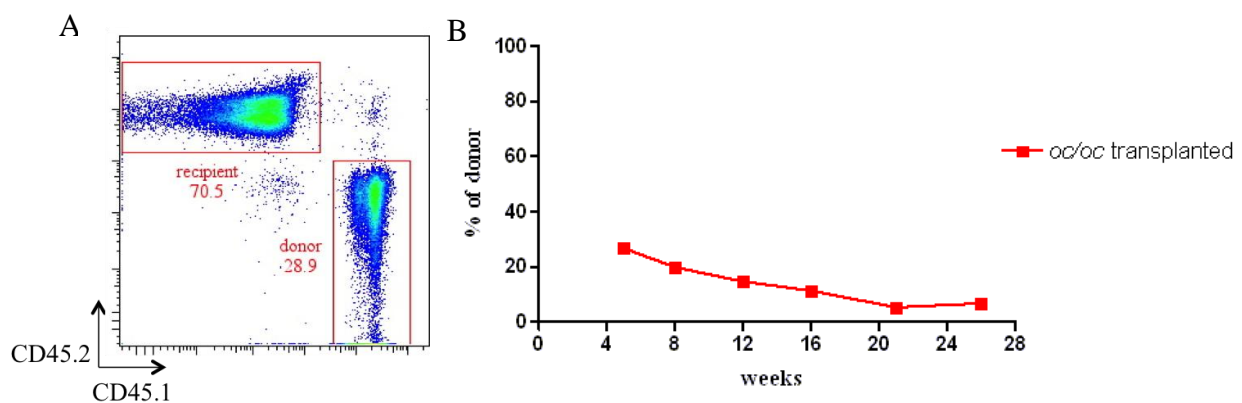 A
recipient
70.5
donor
28.9
CD45.2
CD45.1
B
100
80
60
40
20
0
% of donor
0 4 8 12 16 20 24 28
weeks
oc/oc transplanted